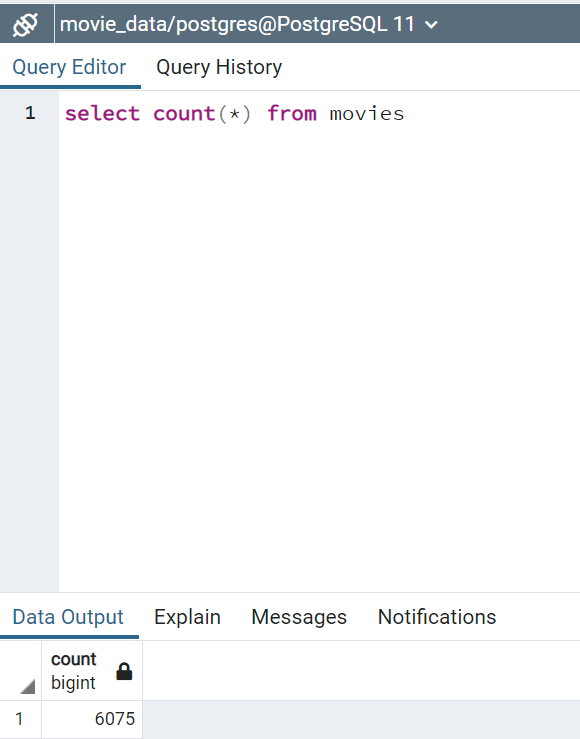 movie_data/postgres@PostgreSQL 11
Query Editor Query History
1 select count(*) from movies
Data Output Explain Messages Notifications
count
bigint
1 6075